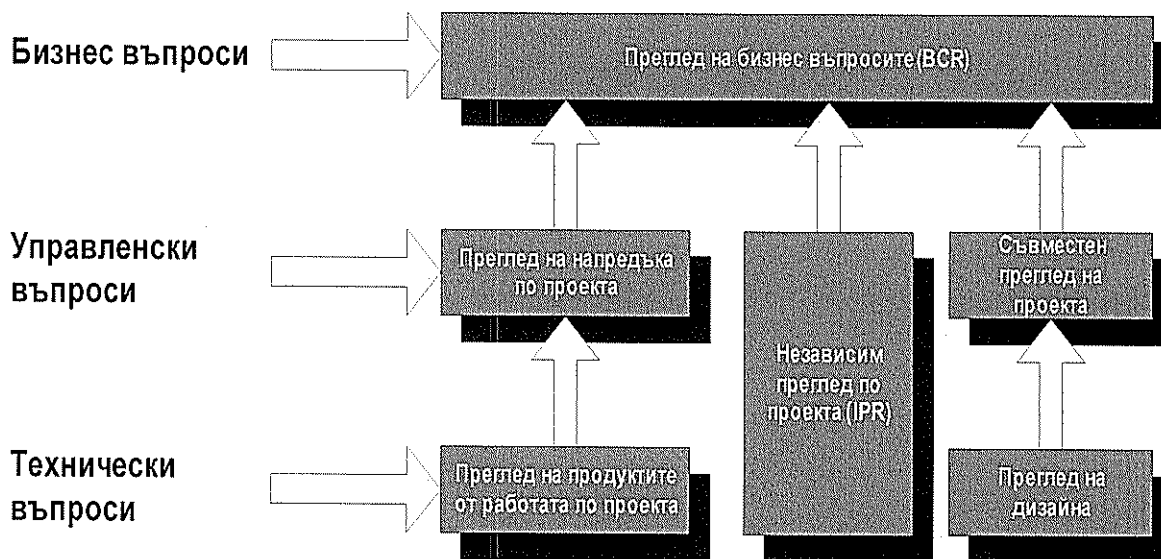 Бизнес въпроси
Преглед на бизнес въпросите(BCR)
Управленски
въпроси
Преглед на напредъка
по проекта
Съвместен
преглед на
проекта
Независим
преглед по
проекта(IPR)
Технически
въпроси
Преглед на продуктите
от работата по проекта
Преглед на
дизайна